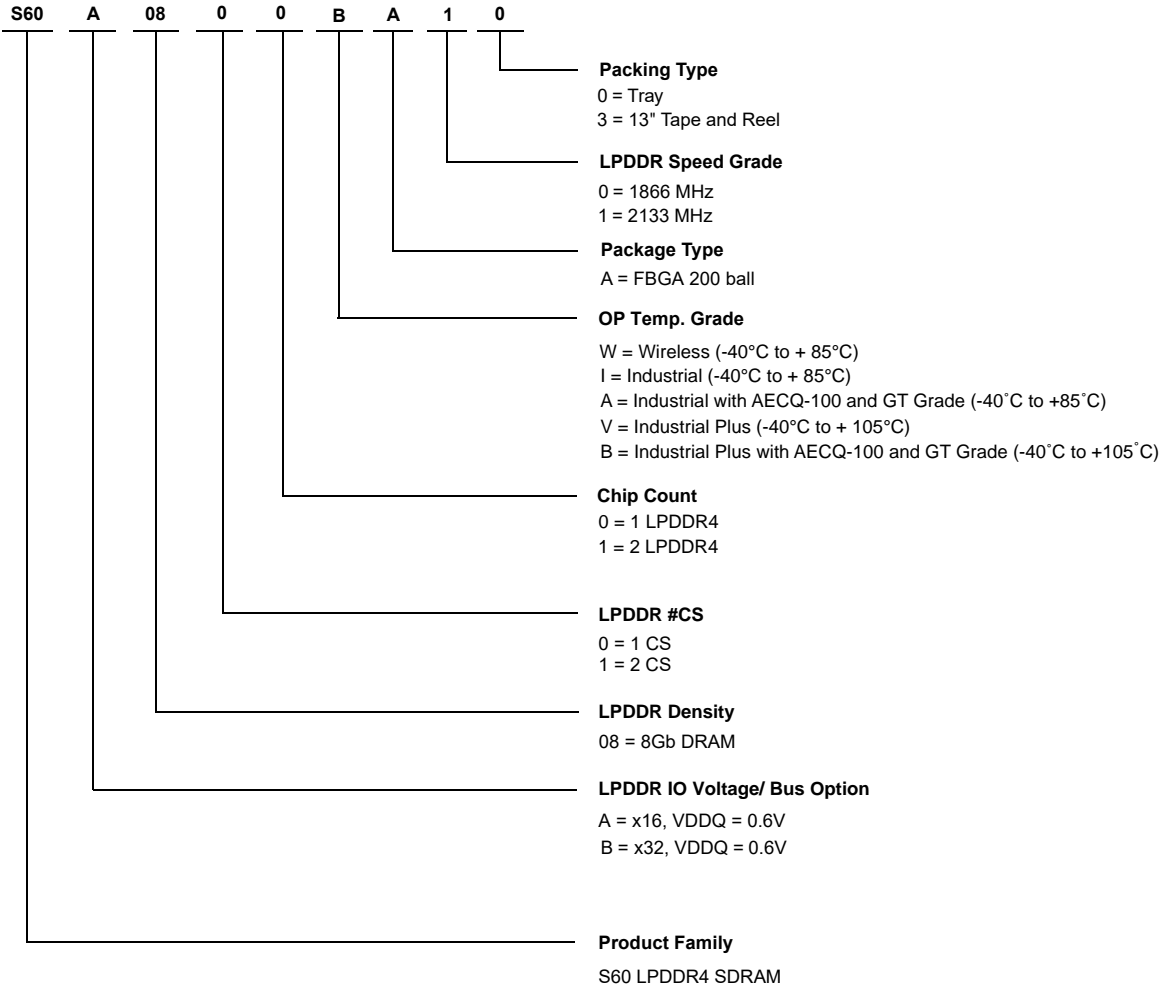 S60 A 08 0 0 B A 1 0
Packing Type
0 = Tray
3 = 13" Tape and Reel
LPDDR Speed Grade
0 = 1866 MHz
1 = 2133 MHz
Package Type
A = FBGA 200 ball
OP Temp. Grade
W = Wireless (-40°C to + 85°C)
I = Industrial (-40°C to + 85°C)
A = Industrial with AECQ-100 and GT Grade (-40˚C to +85˚C)
V = Industrial Plus (-40°C to + 105°C)
B = Industrial Plus with AECQ-100 and GT Grade (-40˚C to +105˚C)
Chip Count
0 = 1 LPDDR4
1 = 2 LPDDR4
LPDDR #CS
0 = 1 CS
1 = 2 CS
LPDDR Density
08 = 8Gb DRAM
LPDDR IO Voltage/ Bus Option
A = x16, VDDQ = 0.6V
B = x32, VDDQ = 0.6V
Product Family
S60 LPDDR4 SDRAM